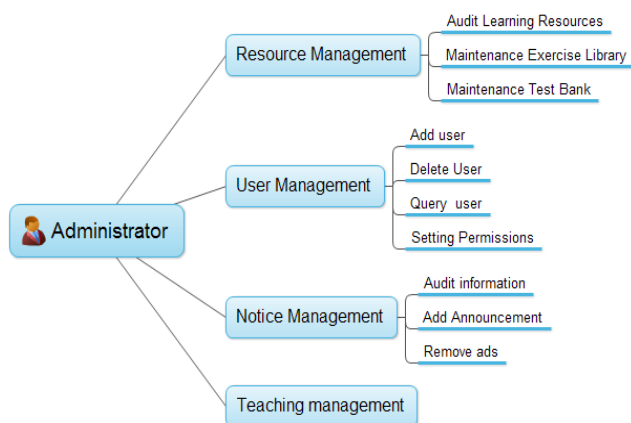 Administrator
Resource Management
Audit Learning Resources
Maintenance Exercise Library
Maintenance Test Bank
User Management
Add user
Delete User
Query user
Setting Permissions
Notice Management
Audit information
Add Announcement
Remove ads
Teaching management